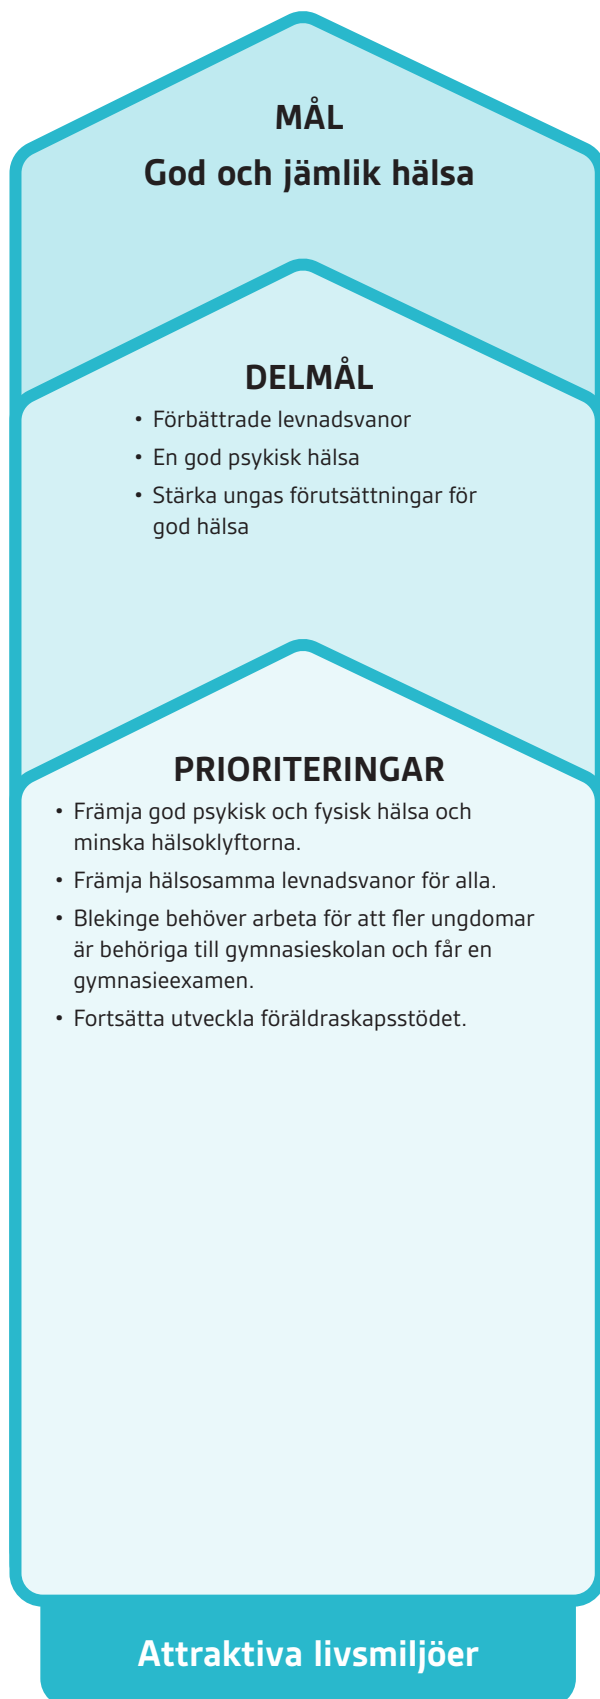 MÅL
God och jämlik hälsa
DELMÅL
• Förbättrade levnadsvanor
• En god psykisk hälsa
• Stärka ungas förutsättningar för
god hälsa
PRIORITERINGAR
• Främja god psykisk och fysisk hälsa och
minska hälsoklyftorna.
• Främja hälsosamma levnadsvanor för alla.
• Blekinge behöver arbeta för att fler ungdomar
är behöriga till gymnasieskolan och får en
gymnasieexamen.
• Fortsätta utveckla föräldraskapsstödet.
Attraktiva livsmiljöer